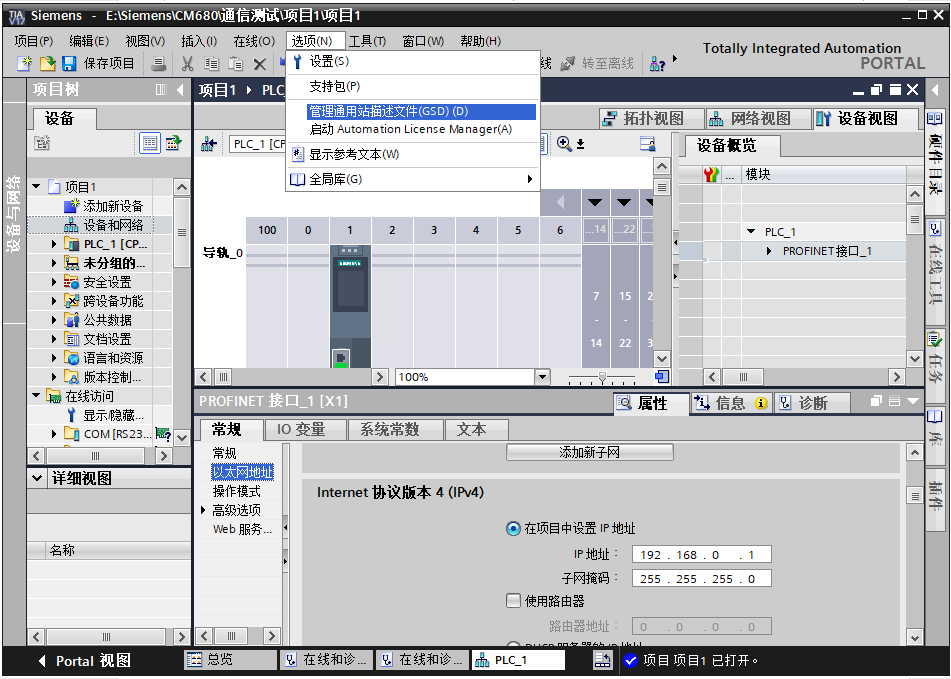 Siemens - E:\Siemens\CM680\通信测试\项目1\项目1
项目(P) 编辑(E) 视图(V) 插入(I) 在线(O) 选项(N) 工具(T) 窗口(W) 帮助(H)
Totally Integrated Automation
PORTAL
保存项目
转至离线
设置(S)
支持包(P)
管理通用站描述文件(GSD) (D)
启动 Automation License Manager(A)
显示参考文本(W)
全局库(G)
项目树
设备
设备与网络
项目1
添加新设备
设备和网络
PLC_1 [CP...
未分组的...
安全设置
跨设备功能
公共数据
文档设置
语言和资源
版本控制...
在线访问
显示/隐藏...
COM [RS23...
详细视图
名称
项目1
拓扑视图 网络视图 设备视图
PLC_1 [CP
导轨_0
100 0 1 2 3 4 5 6
...14 ...22
SIEMENS
7 15 2
- -
14 22 3
100%
设备概览
... 模块
PLC_1
PROFINET接口_1
硬件目录
在线工具
任务
库
插件
PROFINET 接口_1 [X1]
属性 信息 诊断
常规 IO 变量 系统常数 文本
常规
以太网地址
操作模式
高级选项
Web 服务...
添加新子网
Internet 协议版本 4 (IPv4)
在项目中设置 IP 地址
IP 地址： 192 . 168 . 0 . 1
子网掩码： 255 . 255 . 255 . 0
使用路由器
路由器地址： 0 . 0 . 0 . 0
Portal 视图
总览
在线和诊...
在线和诊...
PLC_1
项目 项目1 已打开。